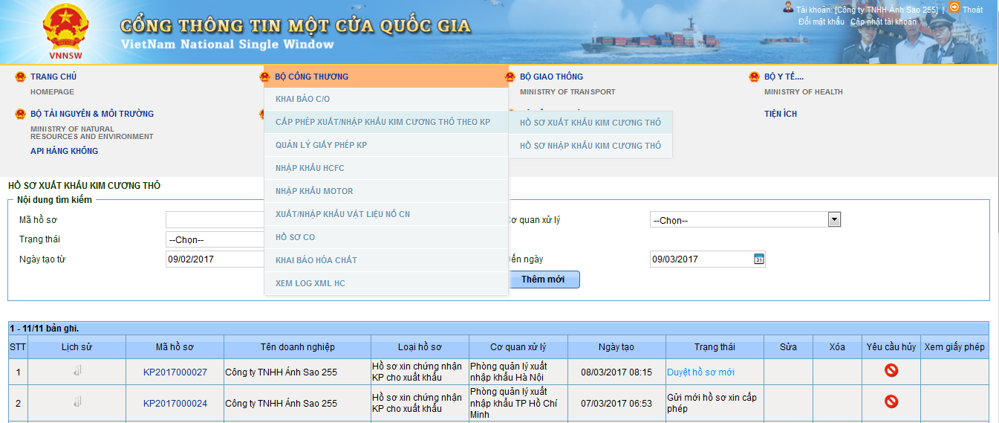 Tài khoản: [Công ty TNHH Ánh Sao 255] | Thoát
CỔNG THÔNG TIN MỘT CỬA QUỐC GIA
Đổi mật khẩu Cập nhật tài khoản
VietNam National Single Window
VNNSW
TRANG CHỦ
HOMEPAGE
BỘ CÔNG THƯƠNG
BỘ GIAO THÔNG
MINISTRY OF TRANSPORT
BỘ Y TẾ....
MINISTRY OF HEALTH
BỘ TÀI NGUYÊN & MÔI TRƯỜNG
MINISTRY OF NATURAL
RESOURCES AND ENVIRONMENT
TIỆN ÍCH
API HÀNG KHÔNG
KHAI BÁO C/O
CẤP PHÉP XUẤT/NHẬP KHẨU KIM CƯƠNG THÔ THEO KP
HỒ SƠ XUẤT KHẨU KIM CƯƠNG THÔ
HỒ SƠ NHẬP KHẨU KIM CƯƠNG THÔ
QUẢN LÝ GIẤY PHÉP KP
NHẬP KHẨU HCFC
NHẬP KHẨU MOTOR
XUẤT/NHẬP KHẨU VẬT LIỆU NỔ CN
HỒ SƠ CO
KHAI BÁO HÓA CHẤT
XEM LOG XML HC
HỒ SƠ XUẤT KHẨU KIM CƯƠNG THÔ
Nội dung tìm kiếm
Mã hồ sơ
Cơ quan xử lý --Chọn--
Trạng thái --Chọn--
Ngày tạo từ 09/02/2017
đến ngày 09/03/2017
31
Thêm mới
1 - 11/11 bản ghi.
STT Lịch sử Mã hồ sơ Tên doanh nghiệp Loại hồ sơ Cơ quan xử lý Ngày tạo Trạng thái Sửa Xóa Yêu cầu hủy Xem giấy phép
1 KP2017000027 Công ty TNHH Ánh Sao 255
Hồ sơ xin chứng nhận
KP cho xuất khẩu
Phòng quản lý xuất
nhập khẩu Hà Nội
08/03/2017 08:15 Duyệt hồ sơ mới
2 KP2017000024 Công ty TNHH Ánh Sao 255
Hồ sơ xin chứng nhận
KP cho xuất khẩu
Phòng quản lý xuất
nhập khẩu TP Hồ Chí
Minh
07/03/2017 06:53
Gửi mới hồ sơ xin cấp
phép